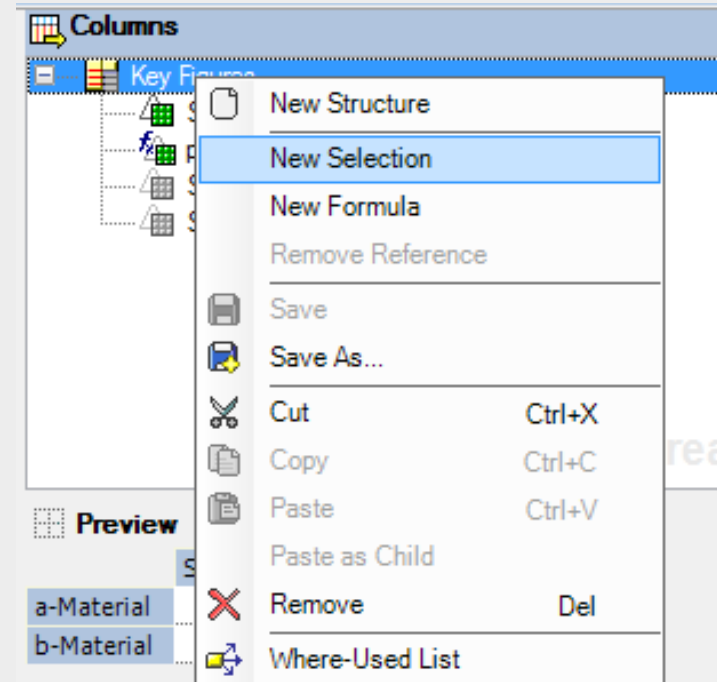 Columns
Key Figures
New Structure
New Selection
New Formula
Remove Reference
Save
Save As...
Cut Ctrl+X
Copy Ctrl+C
Paste Ctrl+V
Paste as Child
Remove Del
Where-Used List
Preview
a-Material
b-Material